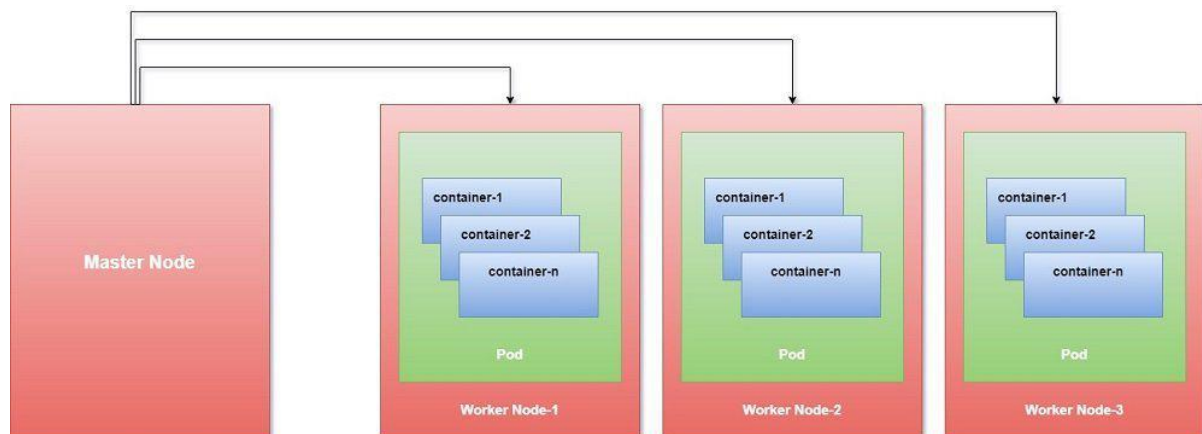 Master Node
container-1
container-2
container-n
Pod
Worker Node-1
container-1
container-2
container-n
Pod
Worker Node-2
container-1
container-2
container-n
Pod
Worker Node-3